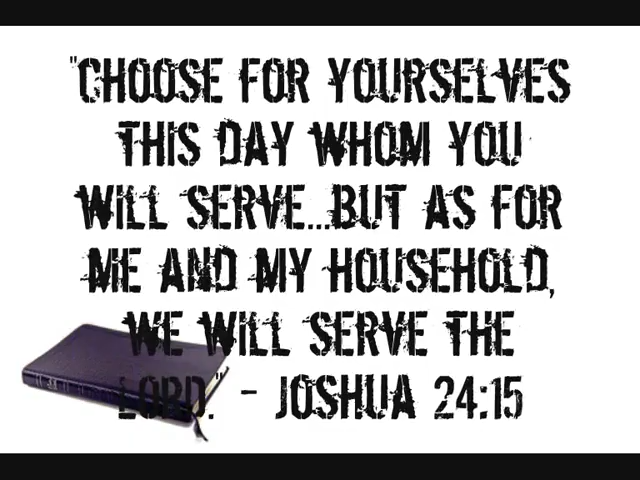 "CHOOSE FOR YOURSELVES
THIS DAY WHOM YOU
WILL SERVE...BUT AS FOR
ME AND MY HOUSEHOLD,
WE WILL SERVE THE
LORD." - JOSHUA 24:15